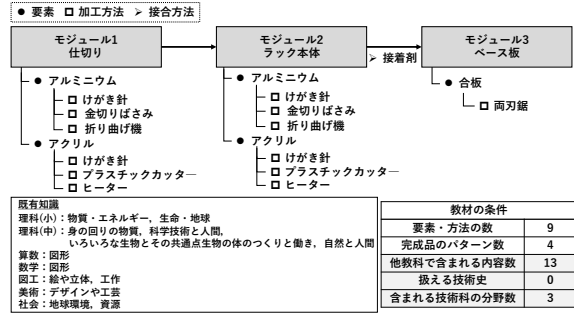 ● 要素 □ 加工方法 ➢ 接合方法
モジュール1
仕切り
モジュール2
ラック本体
➢ 接着剤
モジュール3
ベース板
● アルミニウム
□ けがき針
□ 金切りばさみ
□ 折り曲げ機
● アクリル
□ けがき針
□ プラスチックカッター
□ ヒーター
● アルミニウム
□ けがき針
□ 金切りばさみ
□ 折り曲げ機
● アクリル
□ けがき針
□ プラスチックカッター
□ ヒーター
● 合板
□ 両刃鋸
既有知識
理科(小)：物質・エネルギー，生命・地球
理科(中)：身の回りの物質，科学技術と人間，
いろいろな生物とその共通点生物の体のつくりと働き，自然と人間
算数：図形
数学：図形
図工：絵や立体，工作
美術：デザインや工芸
社会：地球環境，資源
教材の条件
要素・方法の数 9
完成品のパターン数 4
他教科で含まれる内容数 13
扱える技術史 0
含まれる技術科の分野数 3